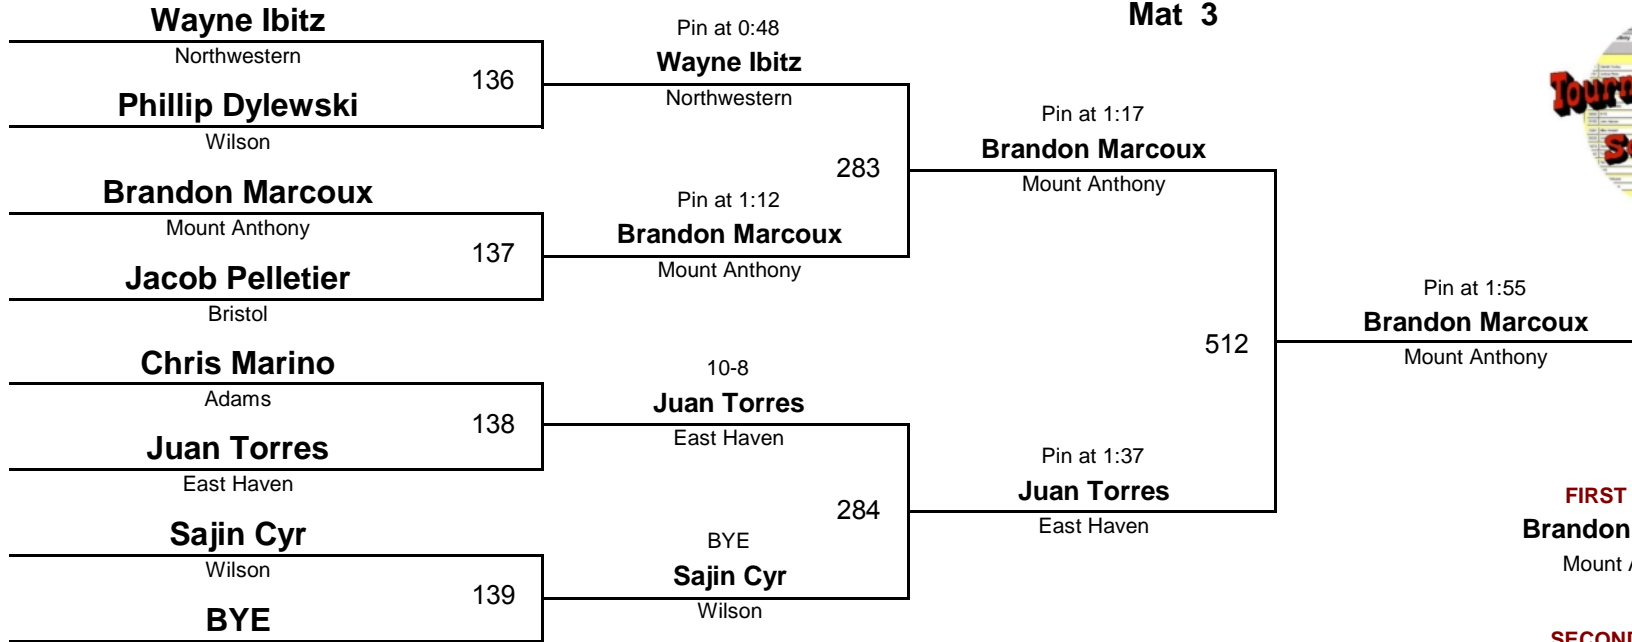 Mat 3
Wayne Ibitz
Northwestern
136
Phillip Dylewski
Wilson
Brandon Marcoux
Mount Anthony
137
Jacob Pelletier
Bristol
Chris Marino
Adams
138
Juan Torres
East Haven
Sajin Cyr
Wilson
139
BYE
Pin at 0:48
Wayne Ibitz
Northwestern
283
Pin at 1:12
Brandon Marcoux
Mount Anthony
10-8
Juan Torres
East Haven
284
BYE
Sajin Cyr
Wilson
Pin at 1:17
Brandon Marcoux
Mount Anthony
512
Pin at 1:37
Juan Torres
East Haven
Pin at 1:55
Brandon Marcoux
Mount Anthony
FIRST
Brandon
Mount